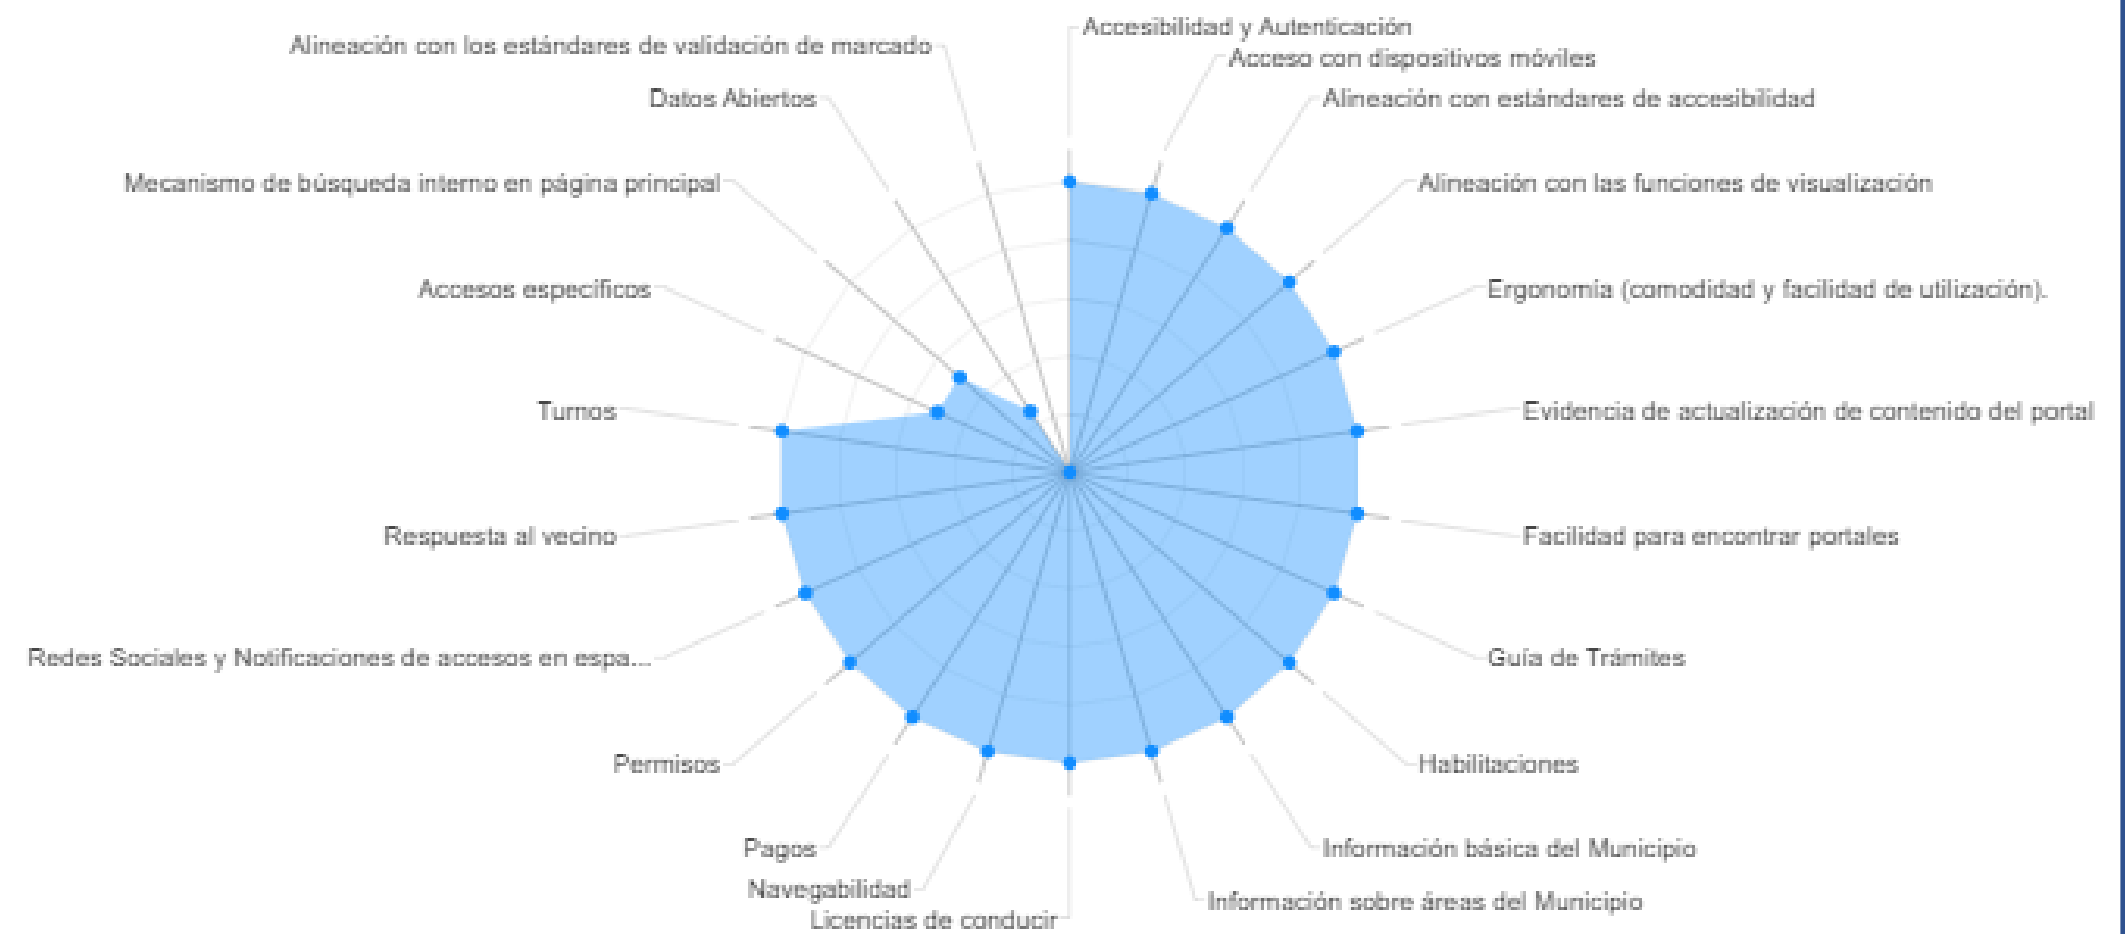 Accesibilidad y Autenticación
Alineación con los estándares de validación de marcado
Acceso con dispositivos móviles
Datos Abiertos
Alineación con estándares de accesibilidad
Mecanismo de búsqueda interno en página principal
Alineación con las funciones de visualización
Accesos específicos
Ergonomía (comodidad y facilidad de utilización).
Turnos
Evidencia de actualización de contenido del portal
Respuesta al vecino
Facilidad para encontrar portales
Redes Sociales y Notificaciones de accesos en espa...
Guía de Trámites
Permisos
Habilitaciones
Pagos
Información básica del Municipio
Navegabilidad
Información sobre áreas del Municipio
Licencias de conducir